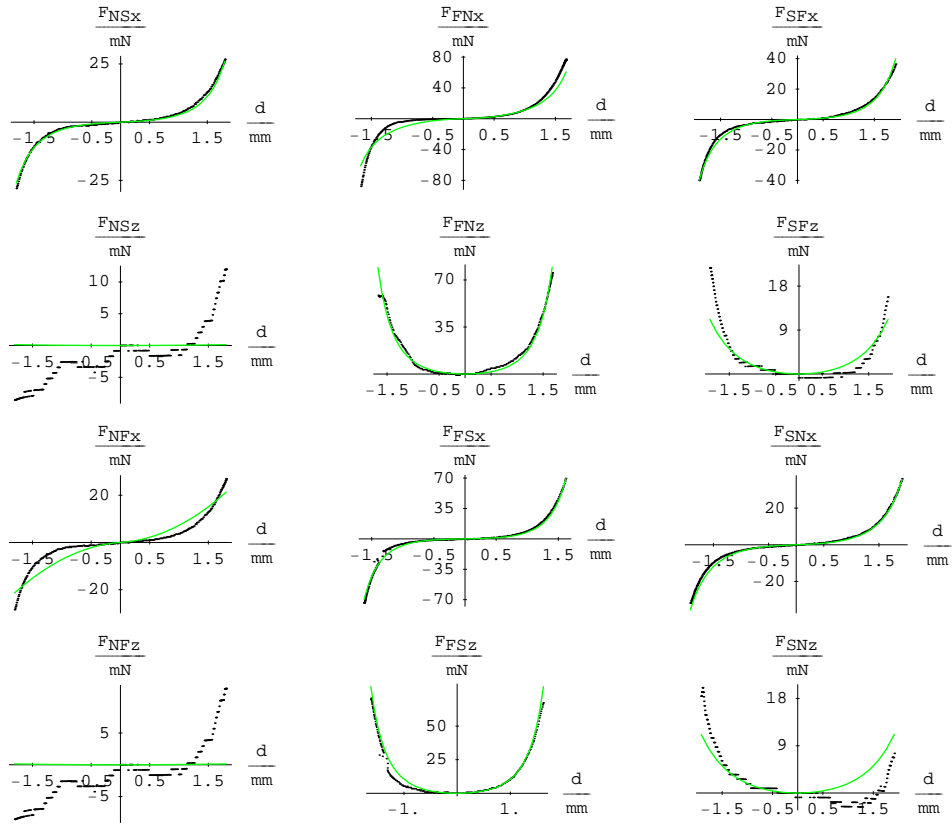 F_NSx F_FNx F_SFx
mN mN mN
25 80 40
40 20
d d d
-1.5 -0.5 0.5 1.5 mm -1.5 -0.5 0.5 1.5 mm -1.5 -0.5 0.5 1.5 mm
-40 -20
-25 -80 -40
F_NSz F_FNz F_SFz
mN mN mN
10 70 18
5 35 9
d d d
-1.5 -0.5 0.5 1.5 mm -1.5 -0.5 0.5 1.5 mm -1.5 -0.5 0.5 1.5 mm
-5
F_NFx F_FSx F_SNx
mN mN mN
20 70 20
35
d d d
-1.5 -0.5 0.5 1.5 mm -1.5 -0.5 0.5 1.5 mm -1.5 -0.5 0.5 1.5 mm
-20 -35 -20
-70
F_NFz F_FSz F_SNz
mN mN mN
5 50 18
25 9
d d d
-1.5 -0.5 0.5 1.5 mm -1. 1. mm -1.5 -0.5 0.5 1.5 mm
-5